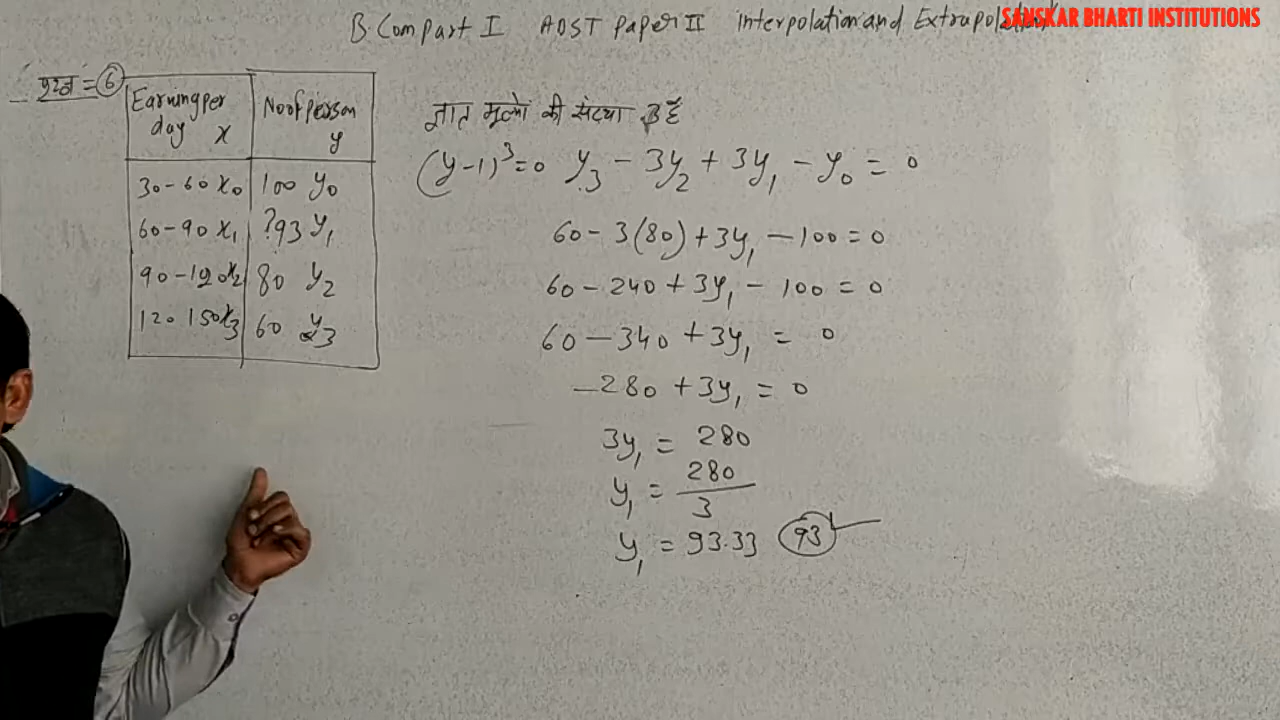 B.Com part I AOST Paper II Interpolation and Extrapolation
SANSKAR BHARTI INSTITUTIONS
प्रश्न = 6
Earning per day x | No of person y
30-60 x₀ | 100 y₀
60-90 x₁ | ?93 y₁
90-120 x₂ | 80 y₂
120 150 x₃ | 60 y₃
ज्ञात मूल्यों की संख्या 3 है
(y-1)³=0 y₃ - 3y₂ + 3y₁ - y₀ = 0
60 - 3(80) + 3y₁ - 100 = 0
60 - 240 + 3y₁ - 100 = 0
60 - 340 + 3y₁ = 0
-280 + 3y₁ = 0
3y₁ = 280
y₁ = 280/3
y₁ = 93.33 93